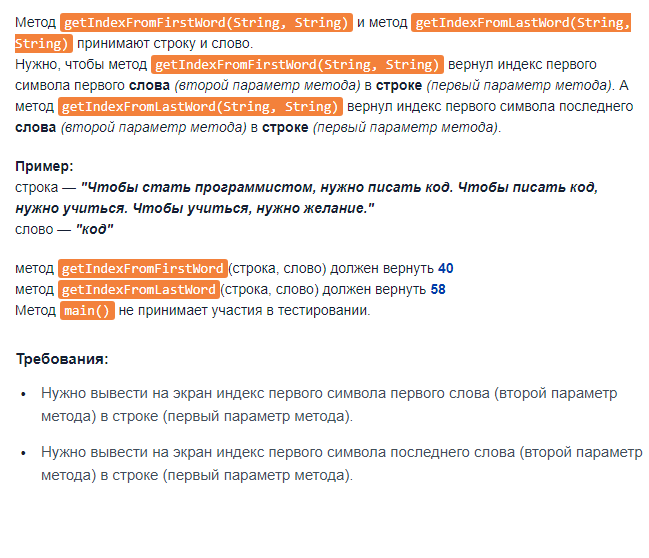 Метод getIndexFromFirstWord(String, String) и метод getIndexFromLastWord(String,
String) принимают строку и слово.
Нужно, чтобы метод getIndexFromFirstWord(String, String) вернул индекс первого
символа первого слова (второй параметр метода) в строке (первый параметр метода). А
метод getIndexFromLastWord(String, String) вернул индекс первого символа последнего
слова (второй параметр метода) в строке (первый параметр метода).
Пример:
строка — "Чтобы стать программистом, нужно писать код. Чтобы писать код,
нужно учиться. Чтобы учиться, нужно желание."
слово — "код"
метод getIndexFromFirstWord(строка, слово) должен вернуть 40
метод getIndexFromLastWord(строка, слово) должен вернуть 58
Метод main() не принимает участия в тестировании.
Требования:
• Нужно вывести на экран индекс первого символа первого слова (второй параметр
метода) в строке (первый параметр метода).
• Нужно вывести на экран индекс первого символа последнего слова (второй параметр
метода) в строке (первый параметр метода).